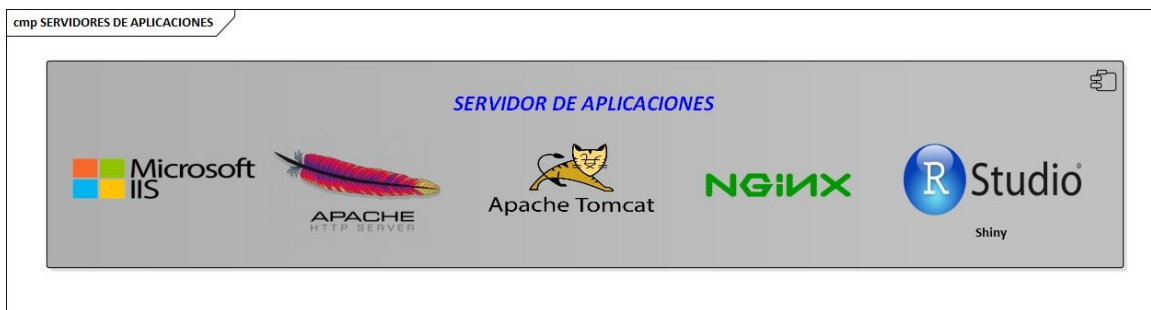 cmp SERVIDORES DE APLICACIONES
SERVIDOR DE APLICACIONES
Microsoft
IIS
APACHE
HTTP SERVER
Apache Tomcat
NGiNX
R Studio
Shiny